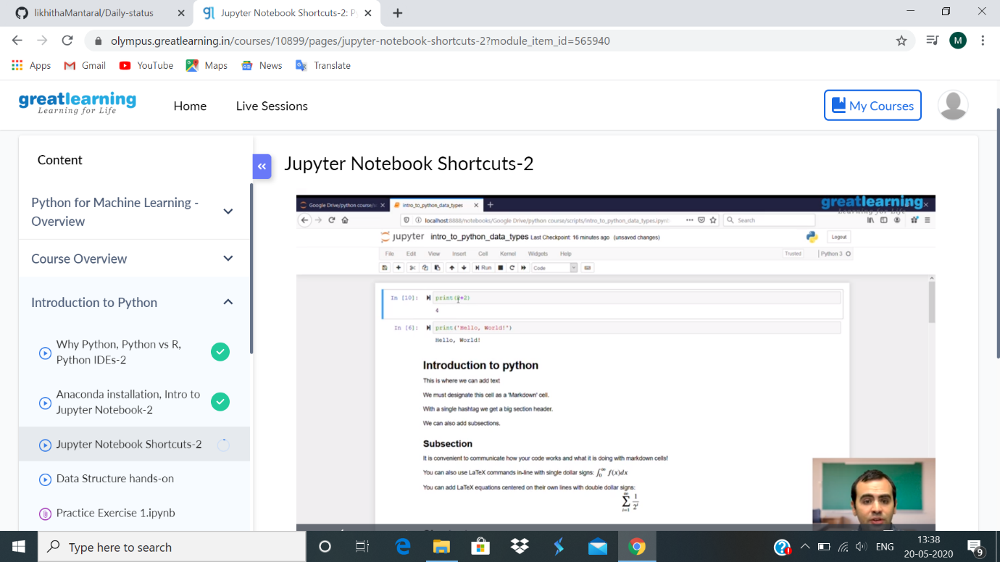 likhithaMantaral/Daily-status
Jupyter Notebook Shortcuts-2: P
olympus.greatlearning.in/courses/10899/pages/jupyter-notebook-shortcuts-2?module_item_id=565940
M
Apps Gmail YouTube Maps News Translate
greatlearning
Learning for Life
Home Live Sessions
My Courses
Content
Jupyter Notebook Shortcuts-2
Python for Machine Learning -
Overview
Course Overview
Introduction to Python
Why Python, Python vs R,
Python IDEs-2
Anaconda installation, Intro to
Jupyter Notebook-2
Jupyter Notebook Shortcuts-2
Data Structure hands-on
Practice Exercise 1.ipynb
Google Drive/python course/
intro_to_python_data_types
greatlearning
Learning for Life
localhost:8888/notebooks/Google Drive/python course/scripts/intro_to_python_data_types.ipynb
Search
jupyter intro_to_python_data_types Last Checkpoint: 16 minutes ago (unsaved changes)
Logout
File Edit View Insert Cell Kernel Widgets Help
Trusted Python 3
Run Code
In [10]: print(2+2)
4
In [6]: print('Hello, World!')
Hello, World!
Introduction to python
This is where we can add text
We must designate this cell as a 'Markdown' cell.
With a single hashtag we get a big section header.
We can also add subsections.
Subsection
It is convenient to communicate how your code works and what it is doing with markdown cells!
You can also use LaTeX commands in-line with single dollar signs: ∫₀^∞ f(x)dx
You can add LaTeX equations centered on their own lines with double dollar signs:
∞
∑ 1/2^i
i=1
Type here to search
ENG
13:38
20-05-2020
9